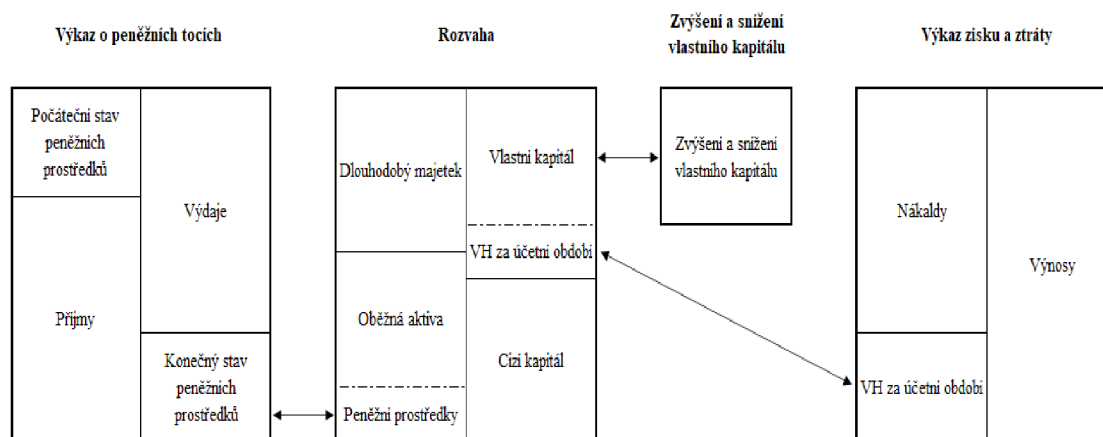 Výkaz o peněžních tocích
Rozvaha
Zvýšení a snížení
vlastního kapitálu
Výkaz zisku a ztráty
Počáteční stav
peněžních
prostředků
Výdaje
Příjmy
Konečný stav
peněžních
prostředků
Dlouhodobý majetek
Vlastní kapitál
VH za účetní období
Oběžná aktiva
Cizí kapitál
Peněžní prostředky
Zvýšení a snížení
vlastního kapitálu
Nákaldy
Výnosy
VH za účetní období